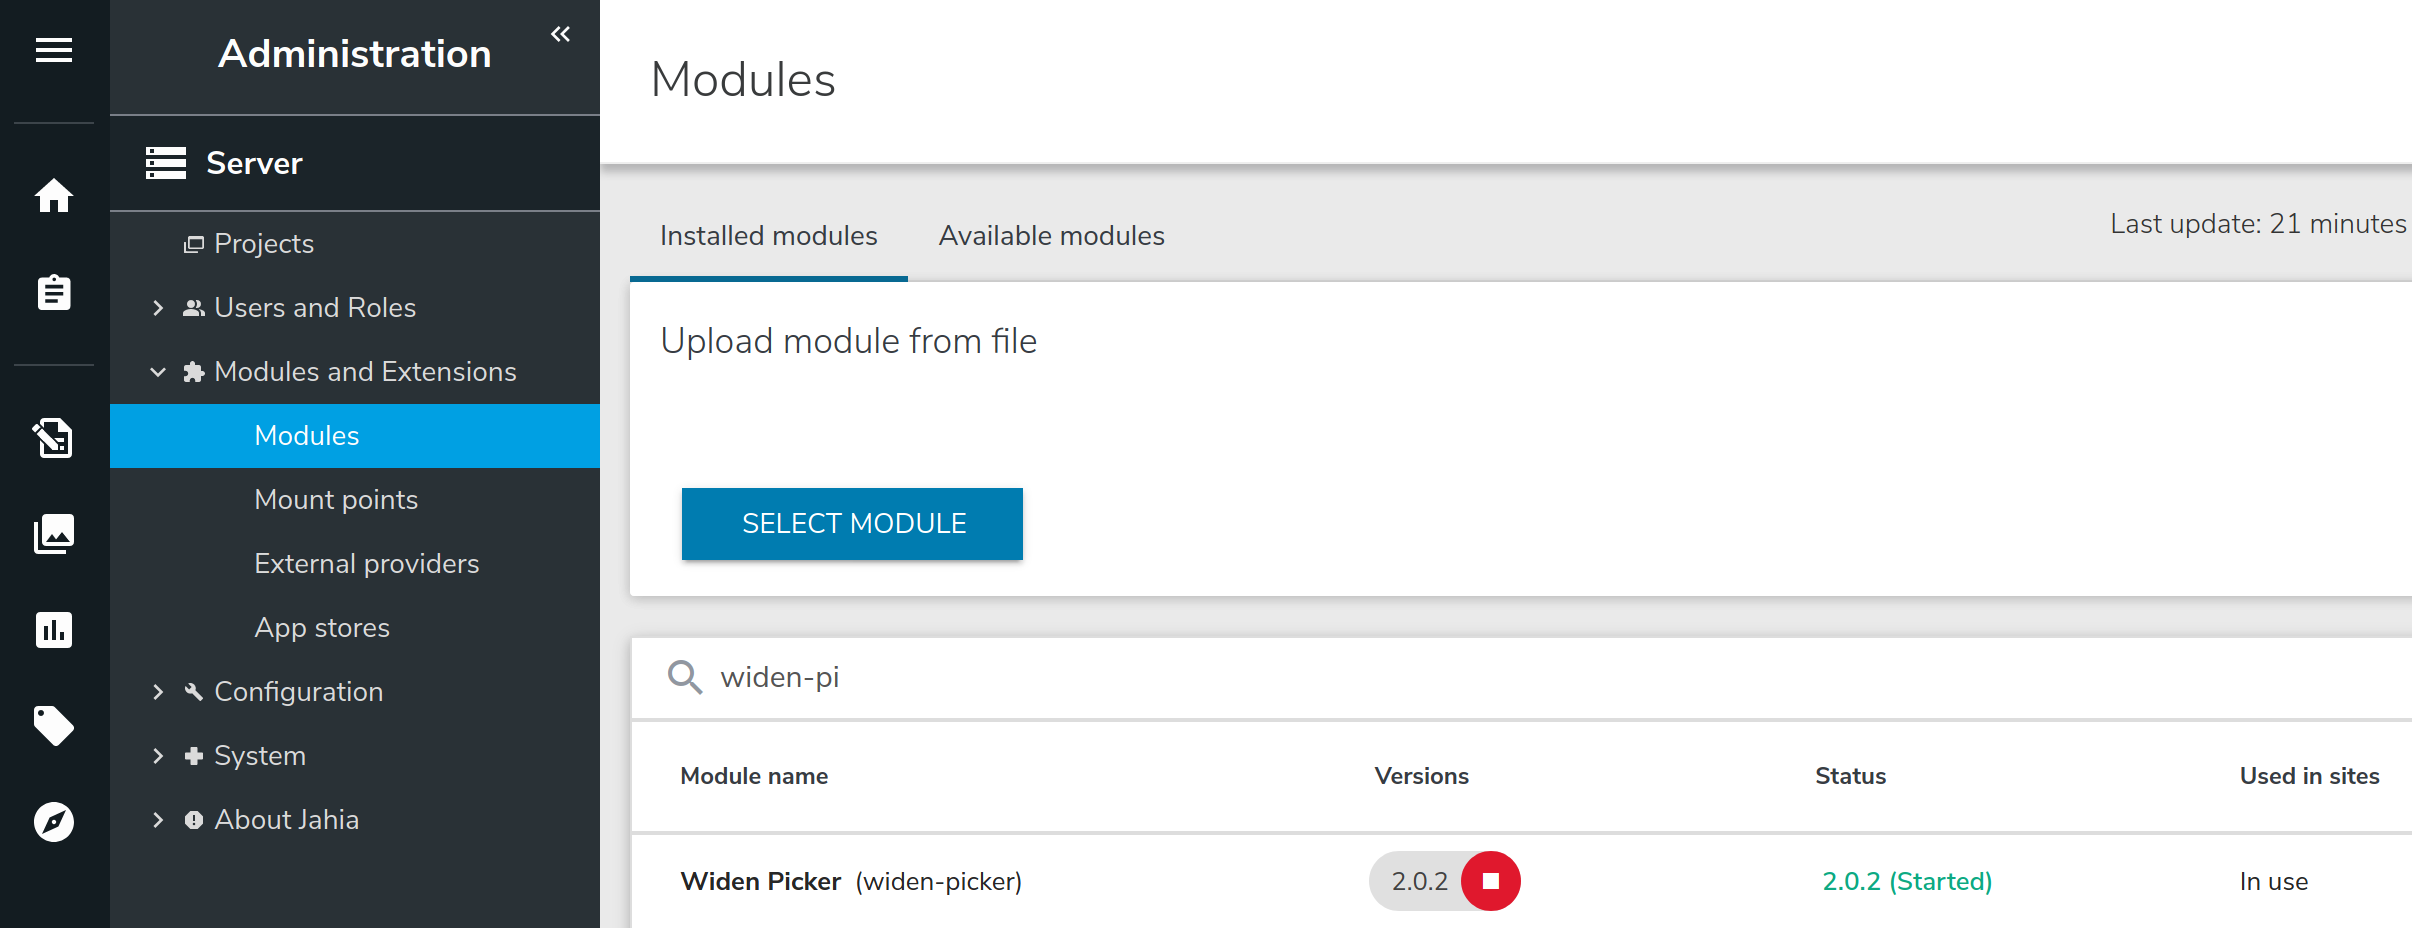 Administration
Server
Projects
Users and Roles
Modules and Extensions
Modules
Mount points
External providers
App stores
Configuration
System
About Jahia
Modules
Installed modules Available modules Last update: 21 minutes
Upload module from file
SELECT MODULE
widen-pi
Module name Versions Status Used in sites
Widen Picker (widen-picker) 2.0.2 2.0.2 (Started) In use